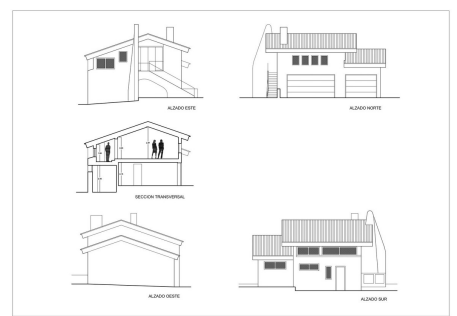 ALZADO ESTE
ALZADO NORTE
SECCION TRANSVERSAL
ALZADO OESTE
ALZADO SUR